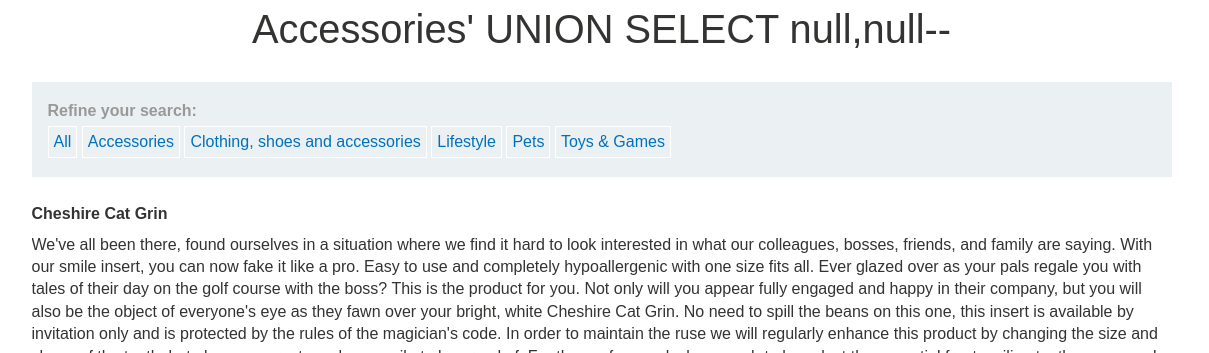 Accessories' UNION SELECT null,null--
Refine your search:
All Accessories Clothing, shoes and accessories Lifestyle Pets Toys & Games
Cheshire Cat Grin
We've all been there, found ourselves in a situation where we find it hard to look interested in what our colleagues, bosses, friends, and family are saying. With
our smile insert, you can now fake it like a pro. Easy to use and completely hypoallergenic with one size fits all. Ever glazed over as your pals regale you with
tales of their day on the golf course with the boss? This is the product for you. Not only will you appear fully engaged and happy in their company, but you will
also be the object of everyone's eye as they fawn over your bright, white Cheshire Cat Grin. No need to spill the beans on this one, this insert is available by
invitation only and is protected by the rules of the magician's code. In order to maintain the ruse we will regularly enhance this product by changing the size and